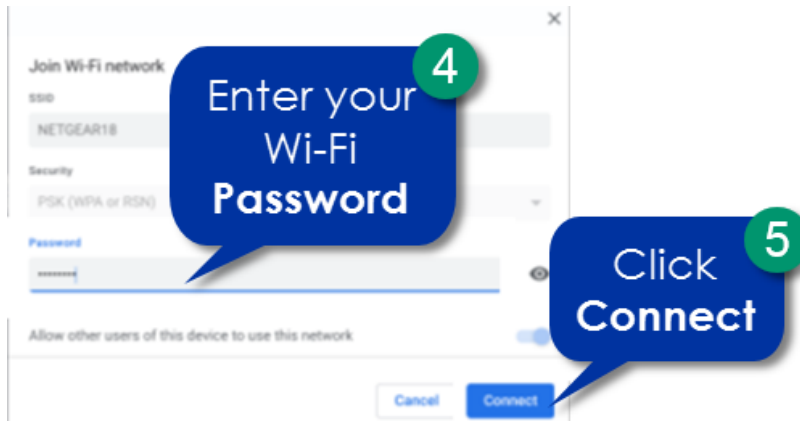 Join Wi-Fi network
SSID
NETGEAR18
Security
PSK (WPA or RSN)
Password
••••••••
Allow other users of this device to use this network
Cancel
Connect
4
Enter your
Wi-Fi
Password
5
Click
Connect